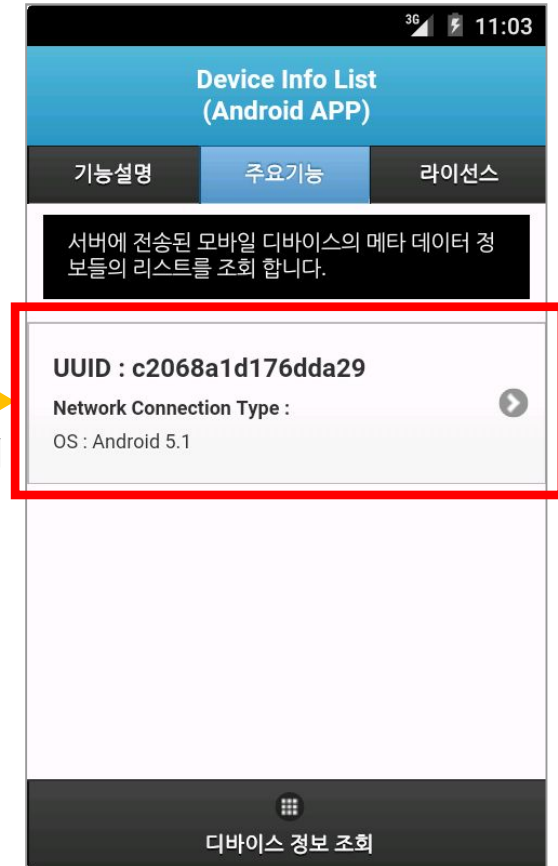 3G 11:03
Device Info List
(Android APP)
기능설명 주요기능 라이선스
서버에 전송된 모바일 디바이스의 메타 데이터 정
보들의 리스트를 조회 합니다.
UUID : c2068a1d176dda29
Network Connection Type :
OS : Android 5.1
디바이스 정보 조회